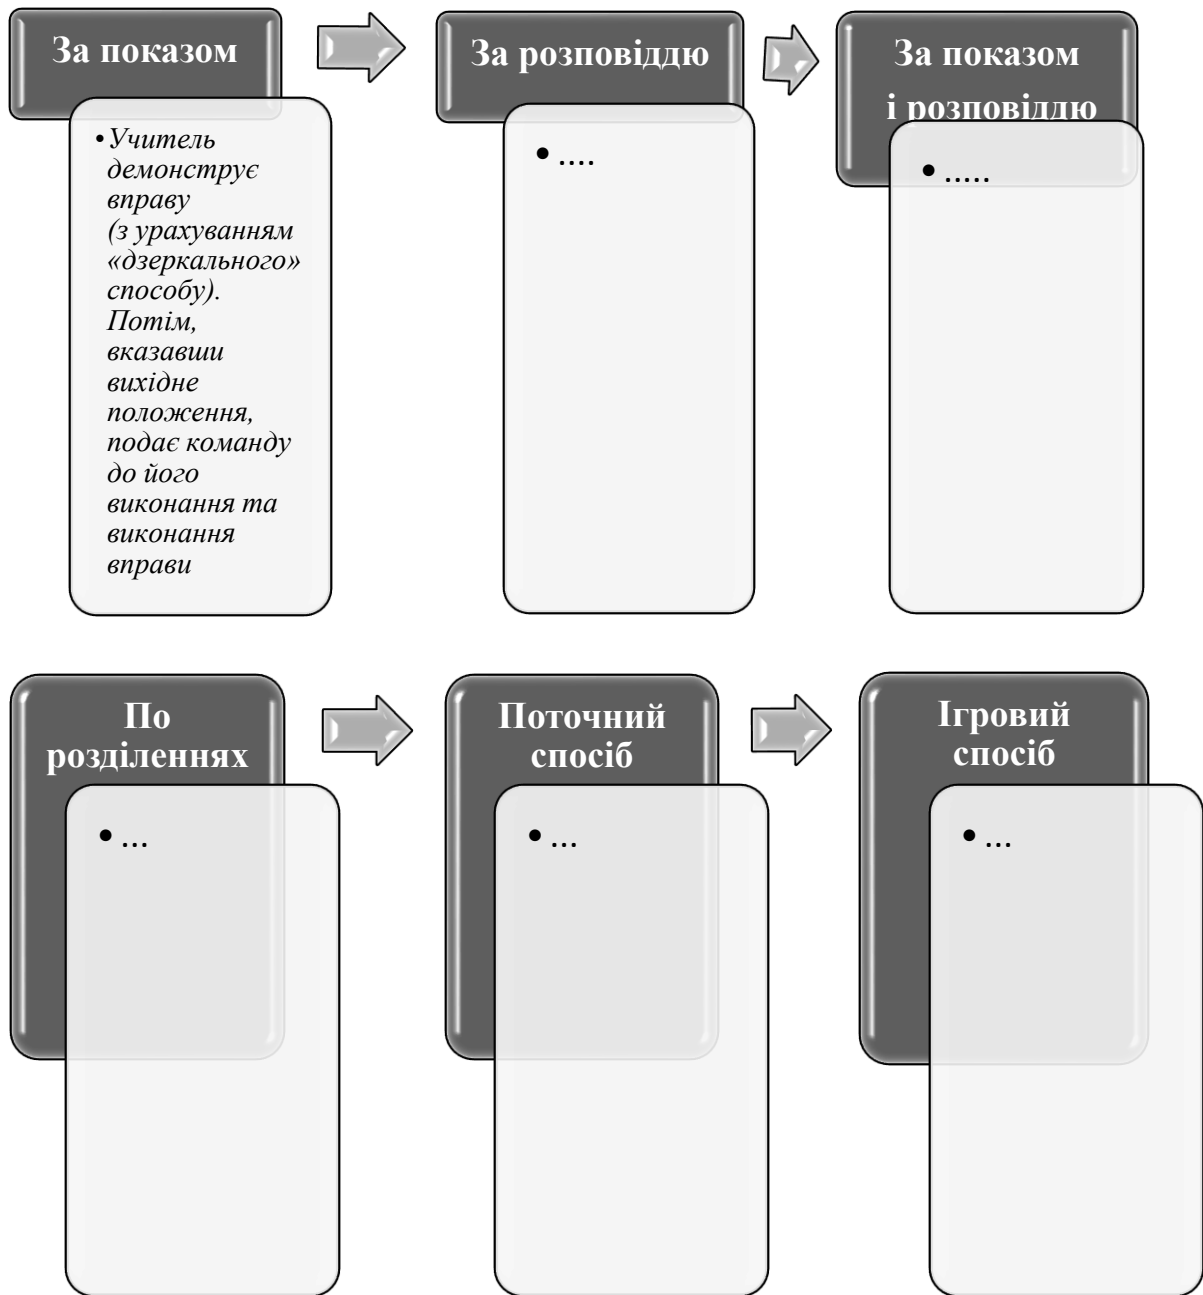 За показом
• Учитель
демонструє
вправу
(з урахуванням
«дзеркального»
способу).
Потім,
вказавши
вихідне
положення,
подає команду
до його
виконання та
виконання
вправи
За розповіддю
• ....
За показом
і розповіддю
• .....
По
розділеннях
• ...
Поточний
спосіб
• ...
Ігровий
спосіб
• ...